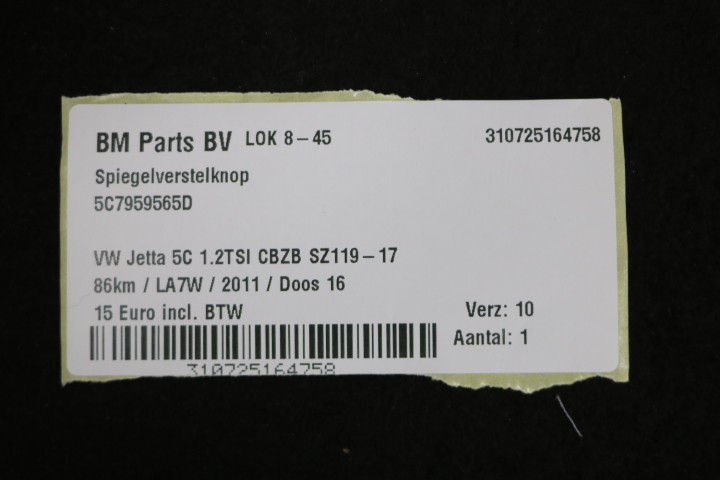 BM Parts BV LOK 8-45 310725164758
Spiegelverstelknop
5C7959565D
VW Jetta 5C 1.2TSI CBZB SZ119-17
86km / LA7W / 2011 / Doos 16
15 Euro incl. BTW Verz: 10
Aantal: 1
310725164758